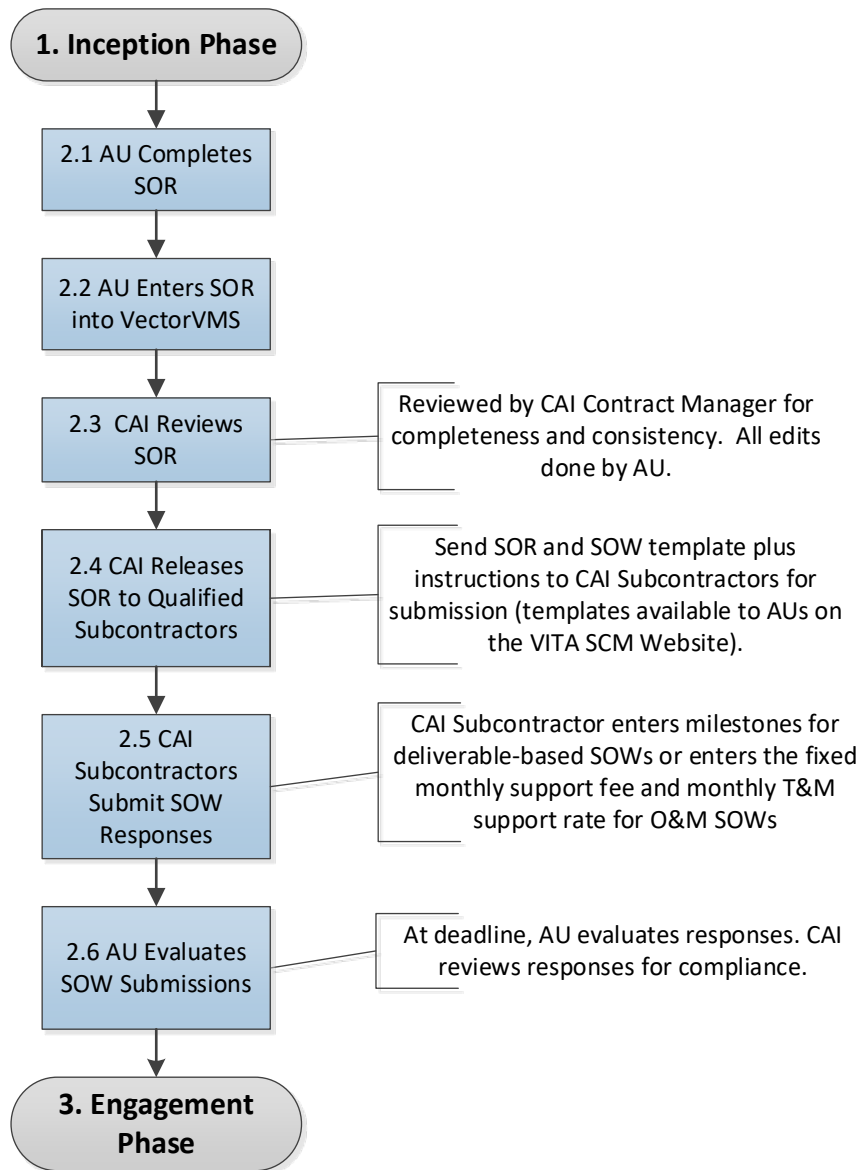 1. Inception Phase
2.1 AU Completes
SOR
2.2 AU Enters SOR
into VectorVMS
2.3  CAI Reviews
SOR
Reviewed by CAI Contract Manager for
completeness and consistency.  All edits
done by AU.
2.4 CAI Releases
SOR to Qualified
Subcontractors
Send SOR and SOW template plus
instructions to CAI Subcontractors for
submission (templates available to AUs on
the VITA SCM Website).
2.5 CAI
Subcontractors
Submit SOW
Responses
CAI Subcontractor enters milestones for
deliverable-based SOWs or enters the fixed
monthly support fee and monthly T&M
support rate for O&M SOWs
2.6 AU Evaluates
SOW Submissions
At deadline, AU evaluates responses. CAI
reviews responses for compliance.
3. Engagement
Phase